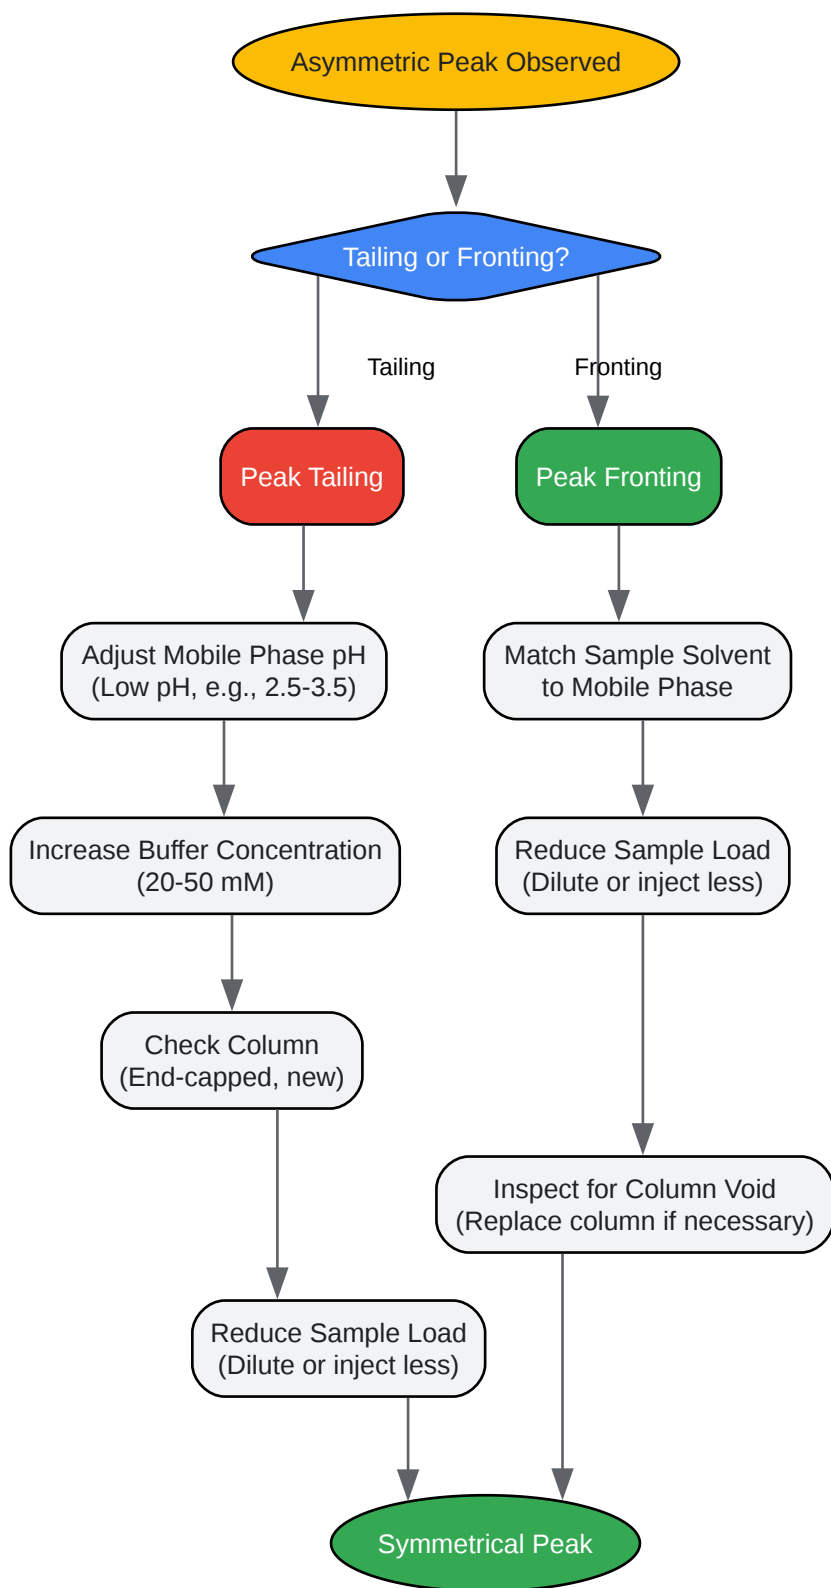 Asymmetric Peak Observed
Tailing or Fronting?
Tailing
Fronting
Peak Tailing
Peak Fronting
Adjust Mobile Phase pH
(Low pH, e.g., 2.5-3.5)
Match Sample Solvent
to Mobile Phase
Increase Buffer Concentration
(20-50 mM)
Reduce Sample Load
(Dilute or inject less)
Check Column
(End-capped, new)
Inspect for Column Void
(Replace column if necessary)
Reduce Sample Load
(Dilute or inject less)
Symmetrical Peak